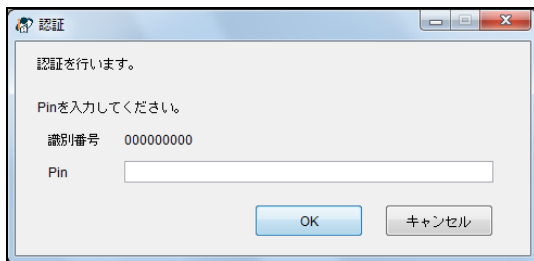 認証
認証を行います。
Pinを入力してください。
識別番号 000000000
Pin
OK キャンセル